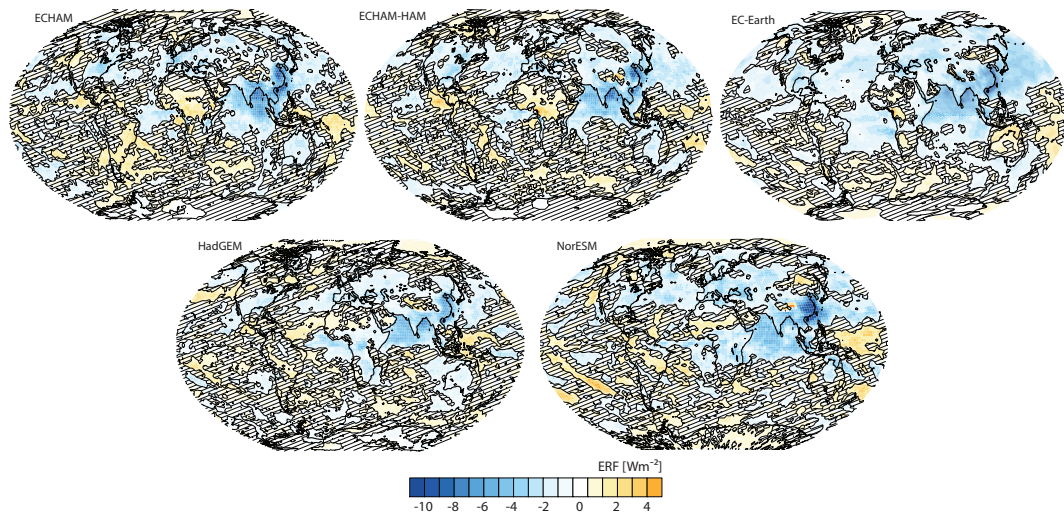 ECHAM
ECHAM-HAM
EC-Earth
HadGEM
NorESM
ERF [Wm⁻²]
-10 -8 -6 -4 -2 0 2 4